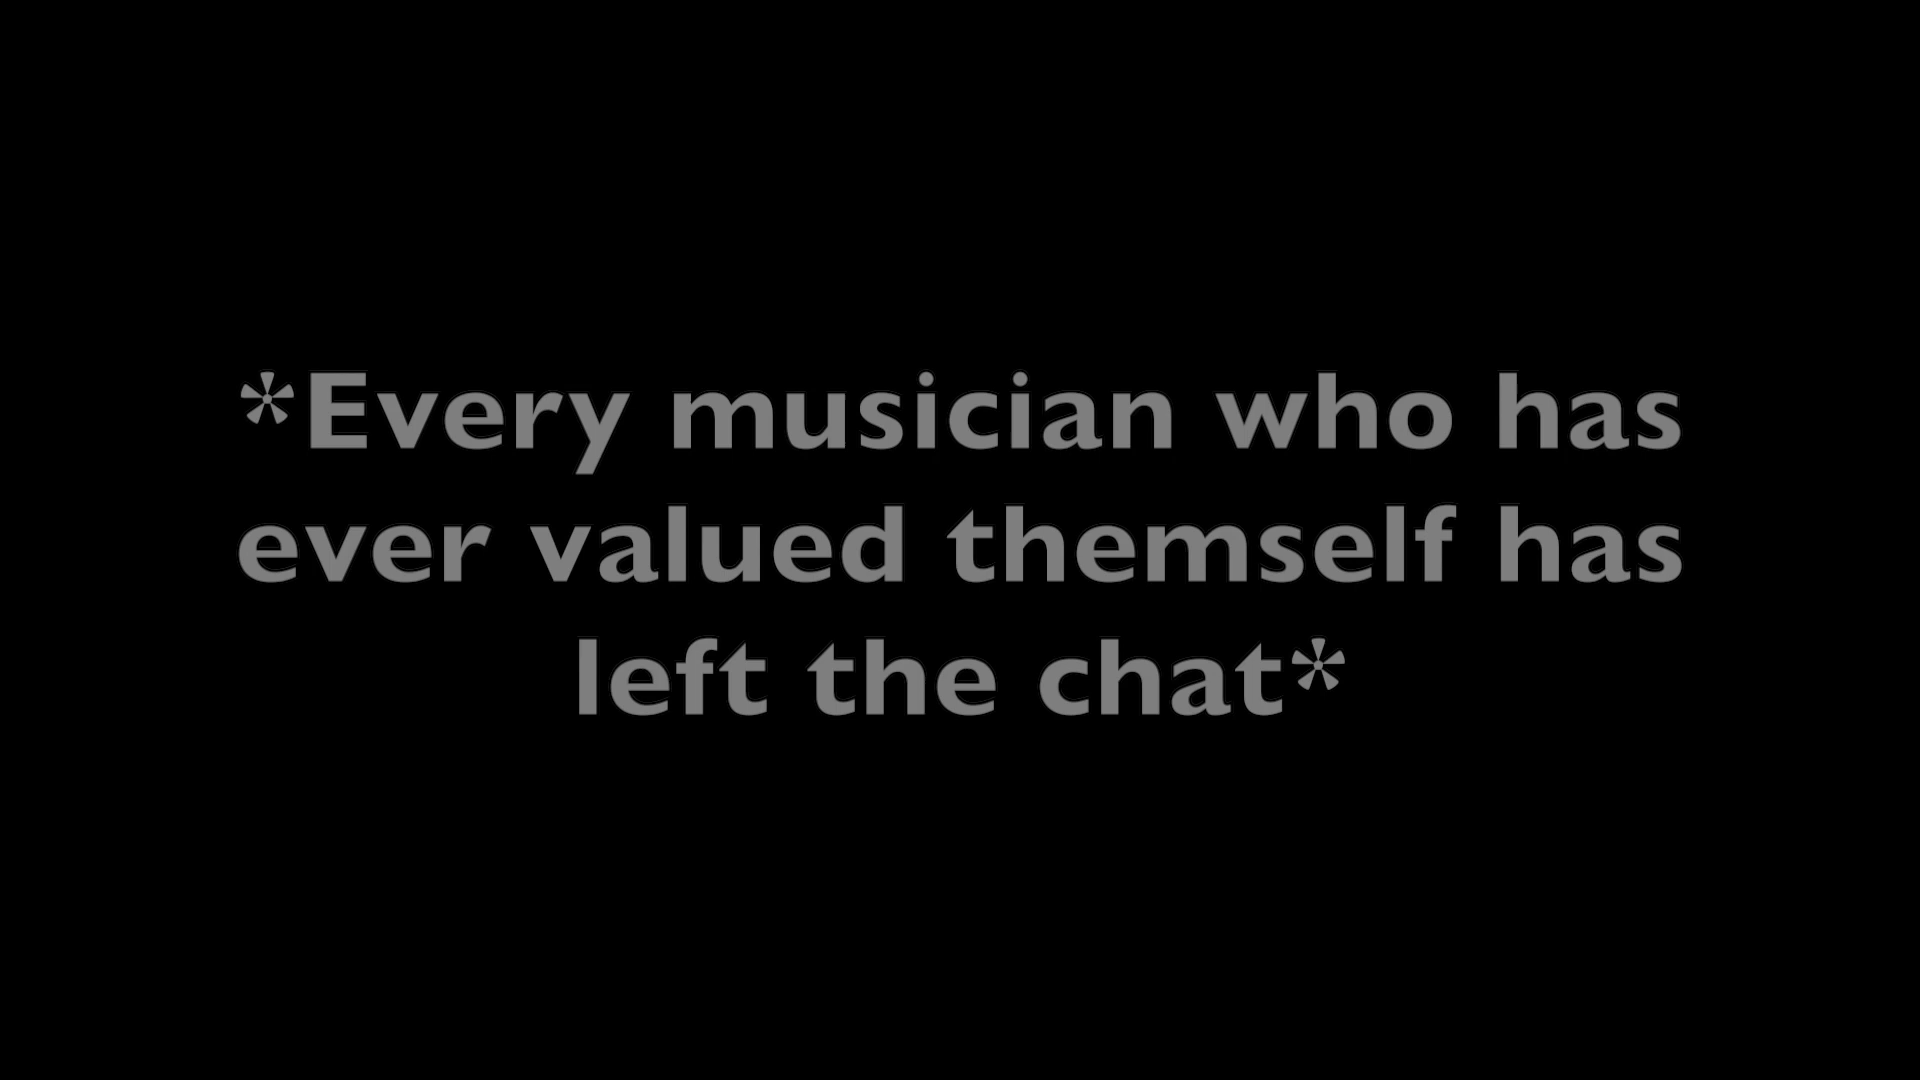 *Every musician who has
ever valued themself has
left the chat*